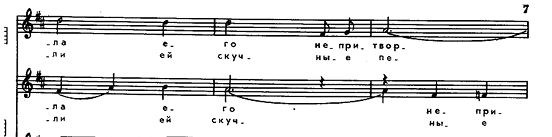 7
-ла е- го не- при- твор-
-ли ей скуч- ны- е пе-
-ла е- го не- при-
-ли ей скуч- ны- е